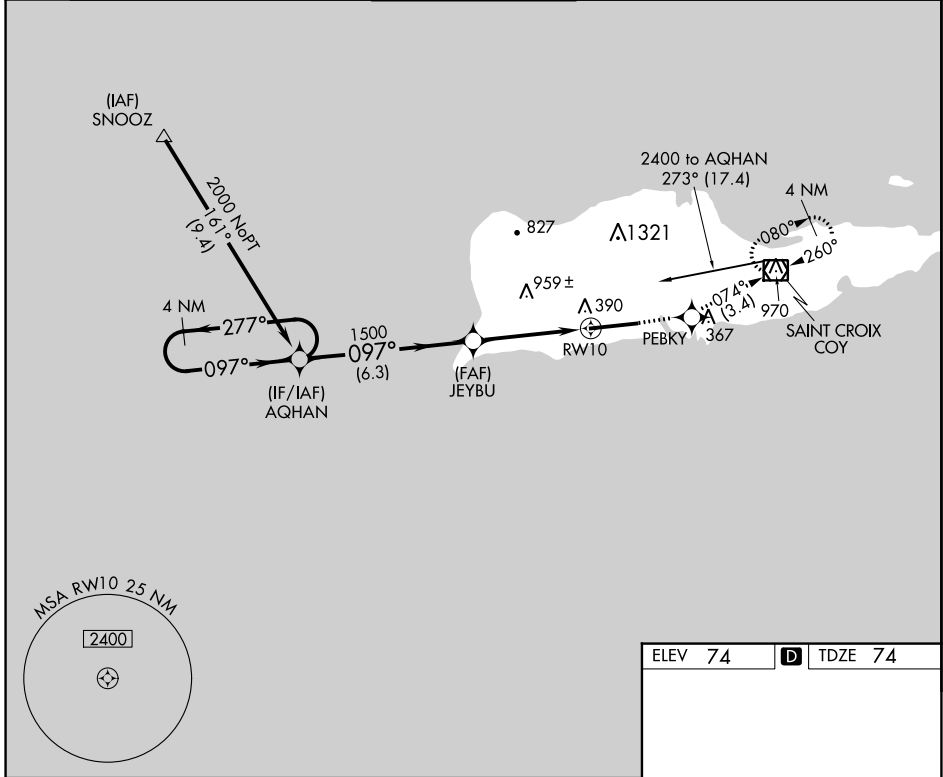 (IAF)
SNOOZ
2000 NoPT
161°
(9.4)
2400 to AQHAN
273° (17.4)
4 NM
827
1321
080°
260°
959±
4 NM
277°
390
074°
(3.4)
970
097°
1500
097°
(6.3)
RW10
PEBKY
367
SAINT CROIX
COY
(IF/IAF)
AQHAN
(FAF)
JEYBU
MSA RW10 25 NM
2400
ELEV 74 D TDZE 74